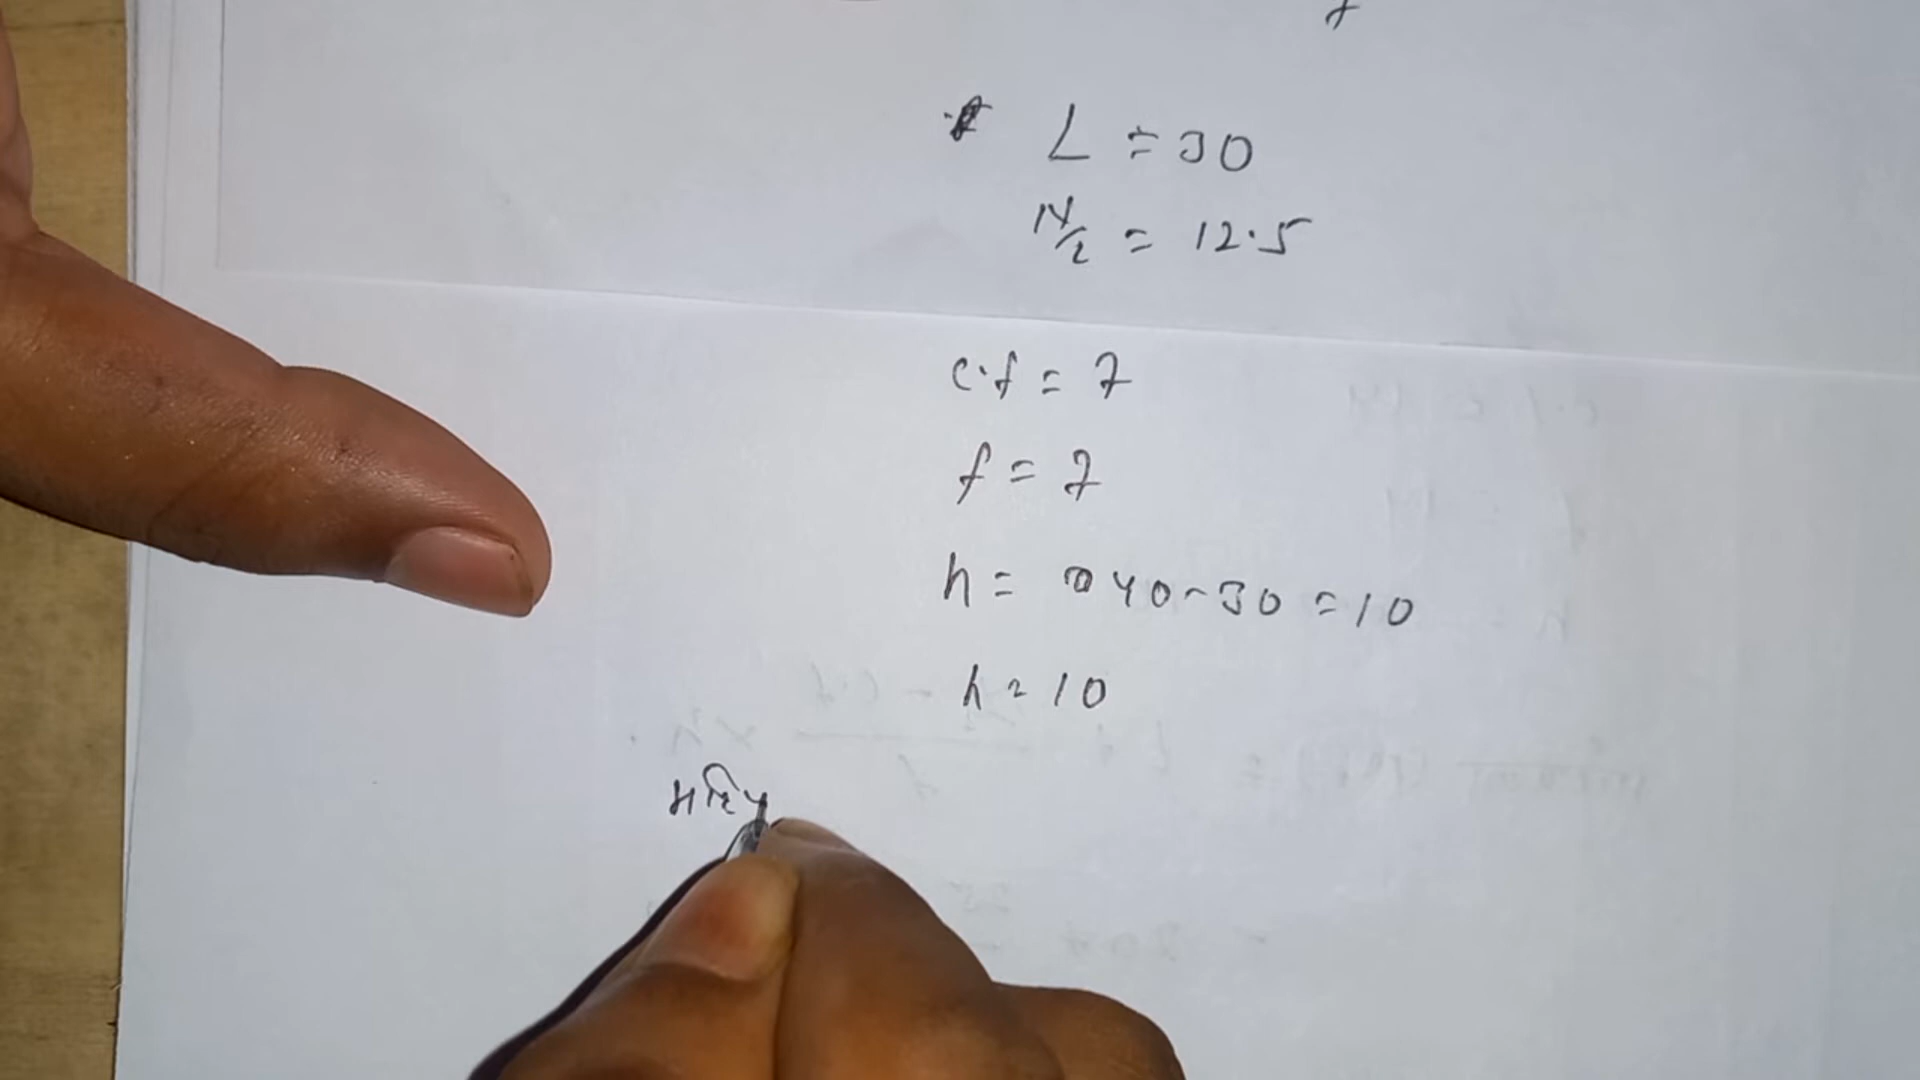 L = 30
N/2 = 12.5
c.f = 7
f = 7
h = 40-30 = 10
h = 10